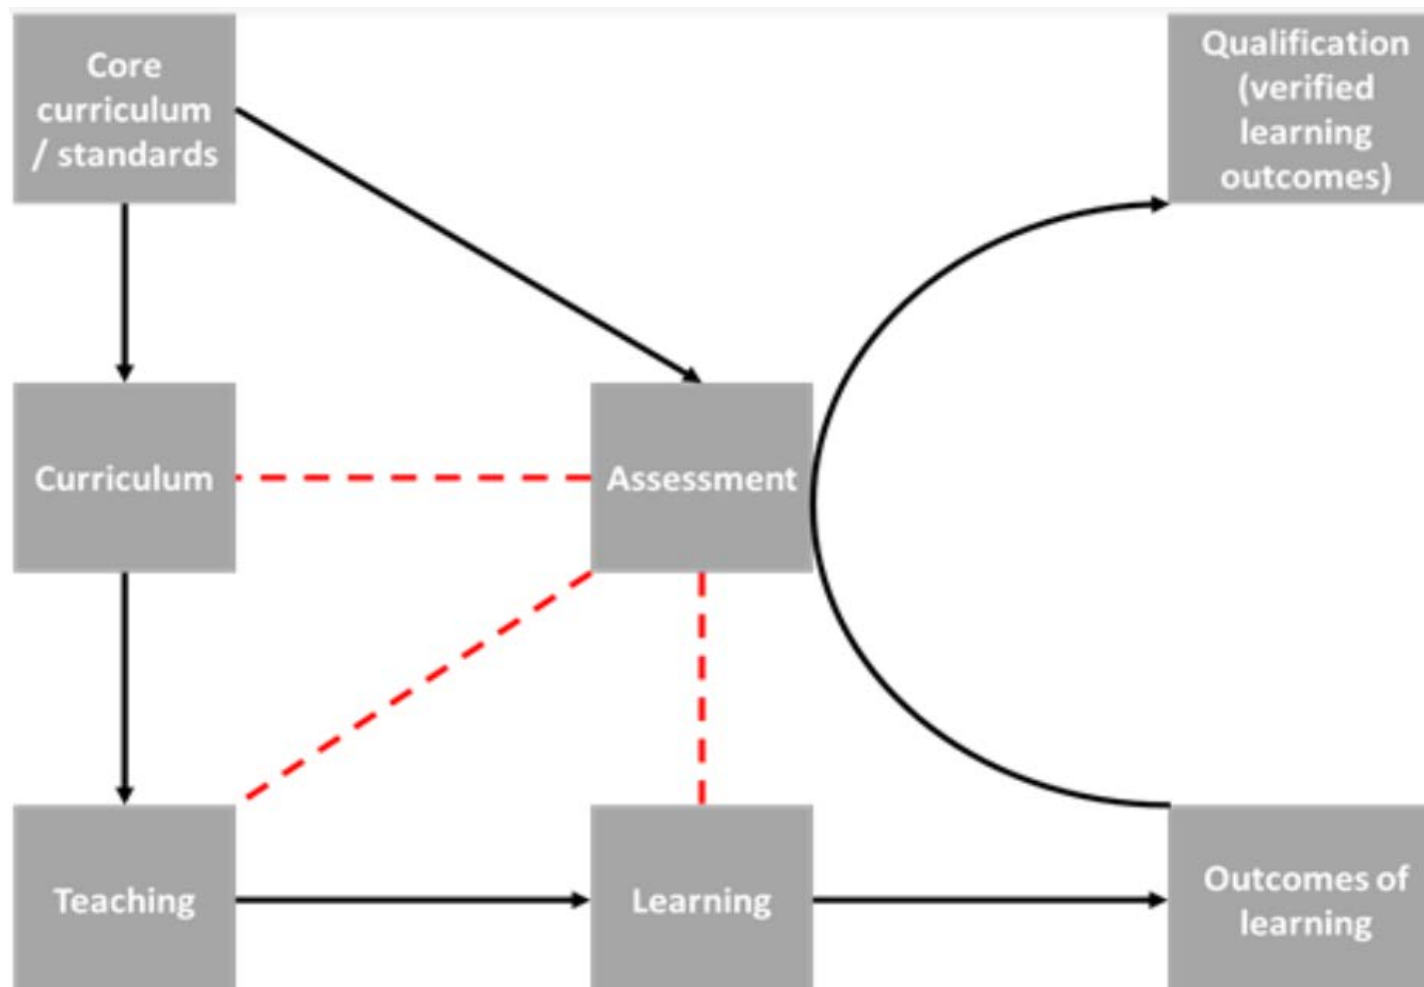 Core
curriculum
/ standards
Qualification
(verified
learning
outcomes)
Curriculum
Assessment
Teaching
Learning
Outcomes of
learning